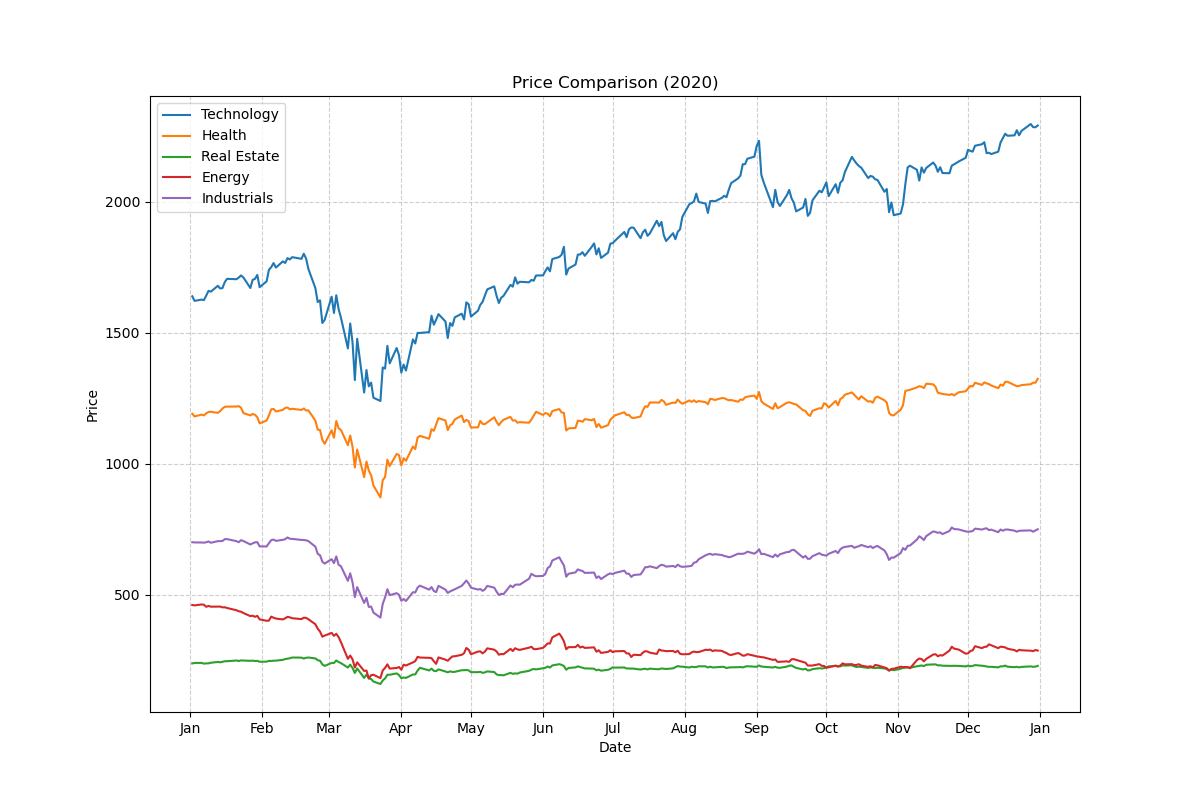 Price Comparison (2020)
Technology
Health
Real Estate
Energy
Industrials
Price
2000
1500
1000
500
Jan Feb Mar Apr May Jun Jul Aug Sep Oct Nov Dec Jan
Date